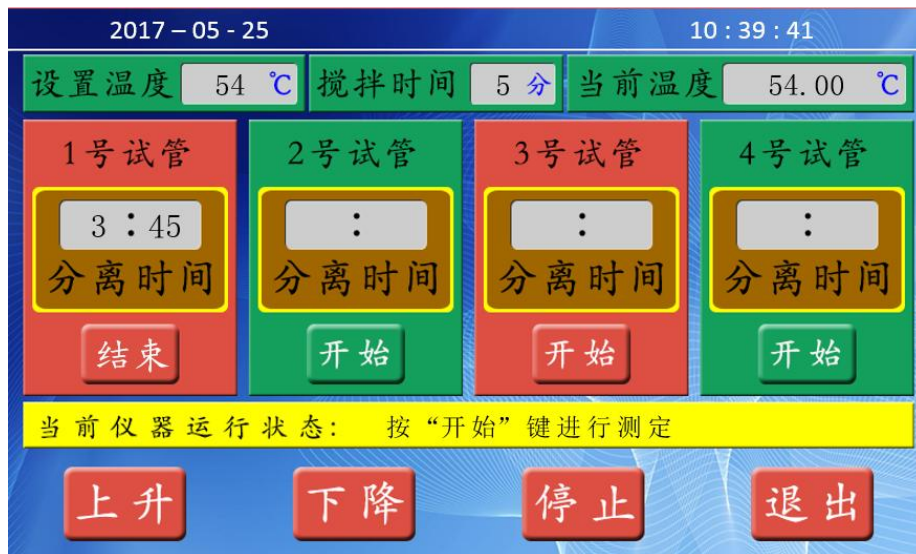 2017 – 05 - 25 10 : 39 : 41
设置温度 54 ℃ 搅拌时间 5 分 当前温度 54.00 ℃
1号试管 2号试管 3号试管 4号试管
3 : 45 : : :
分离时间 分离时间 分离时间 分离时间
结束 开始 开始 开始
当前仪器运行状态: 按“开始”键进行测定
上升 下降 停止 退出